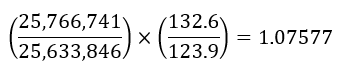 (25,766,741/25,633,846) × (132.6/123.9) = 1.07577